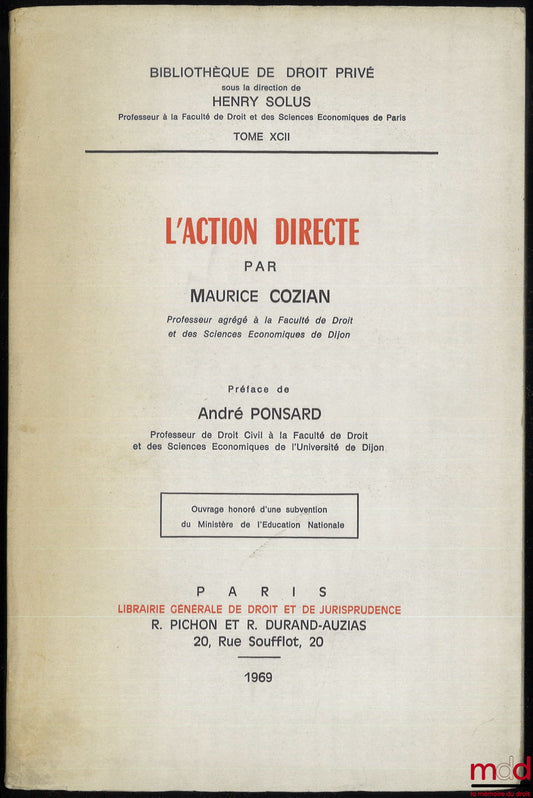 BIBLIOTHÈQUE DE DROIT PRIVÉ
sous la direction de
HENRY SOLUS
Professeur à la Faculté de Droit et des Sciences Economiques de Paris
TOME XCII
L'ACTION DIRECTE
PAR
MAURICE COZIAN
Professeur agrégé à la Faculté de Droit
et des Sciences Economiques de Dijon
Préface de
André PONSARD
Professeur de Droit Civil à la Faculté de Droit
et des Sciences Economiques de l'Université de Dijon
Ouvrage honoré d'une subvention
du Ministère de l'Education Nationale
PARIS
LIBRAIRIE GÉNÉRALE DE DROIT ET DE JURISPRUDENCE
R. PICHON ET R. DURAND-AUZIAS
20, Rue Soufflot, 20
1969
mdd
la mémoire du droit